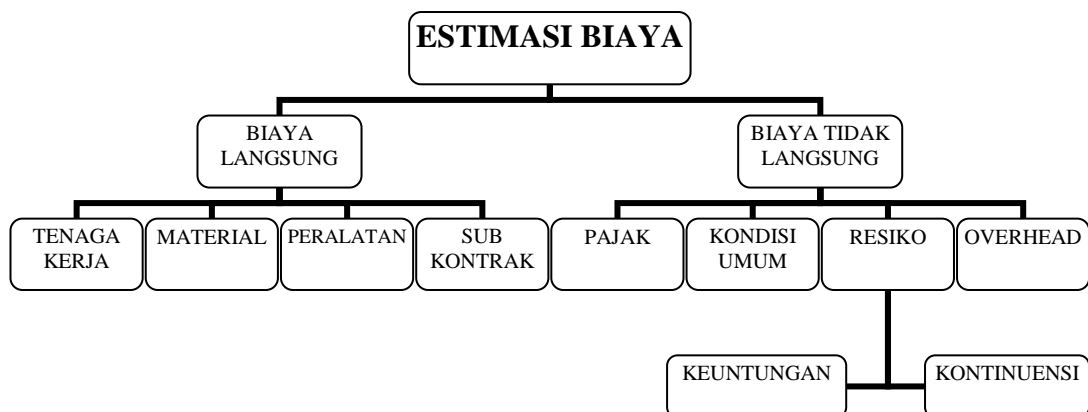 ESTIMASI BIAYA
BIAYA
LANGSUNG
BIAYA TIDAK
LANGSUNG
TENAGA
KERJA
MATERIAL
PERALATAN
SUB
KONTRAK
PAJAK
KONDISI
UMUM
RESIKO
OVERHEAD
KEUNTUNGAN
KONTINUENSI